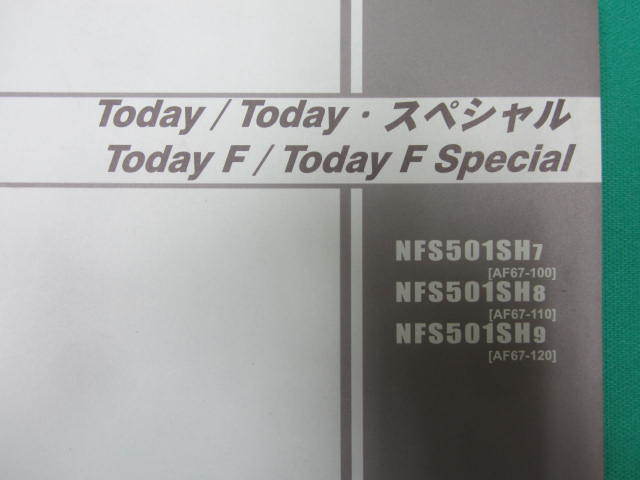 Today / Today・スペシャル
Today F / Today F Special
NFS501SH7
[AF67-100]
NFS501SH8
[AF67-110]
NFS501SH9
[AF67-120]